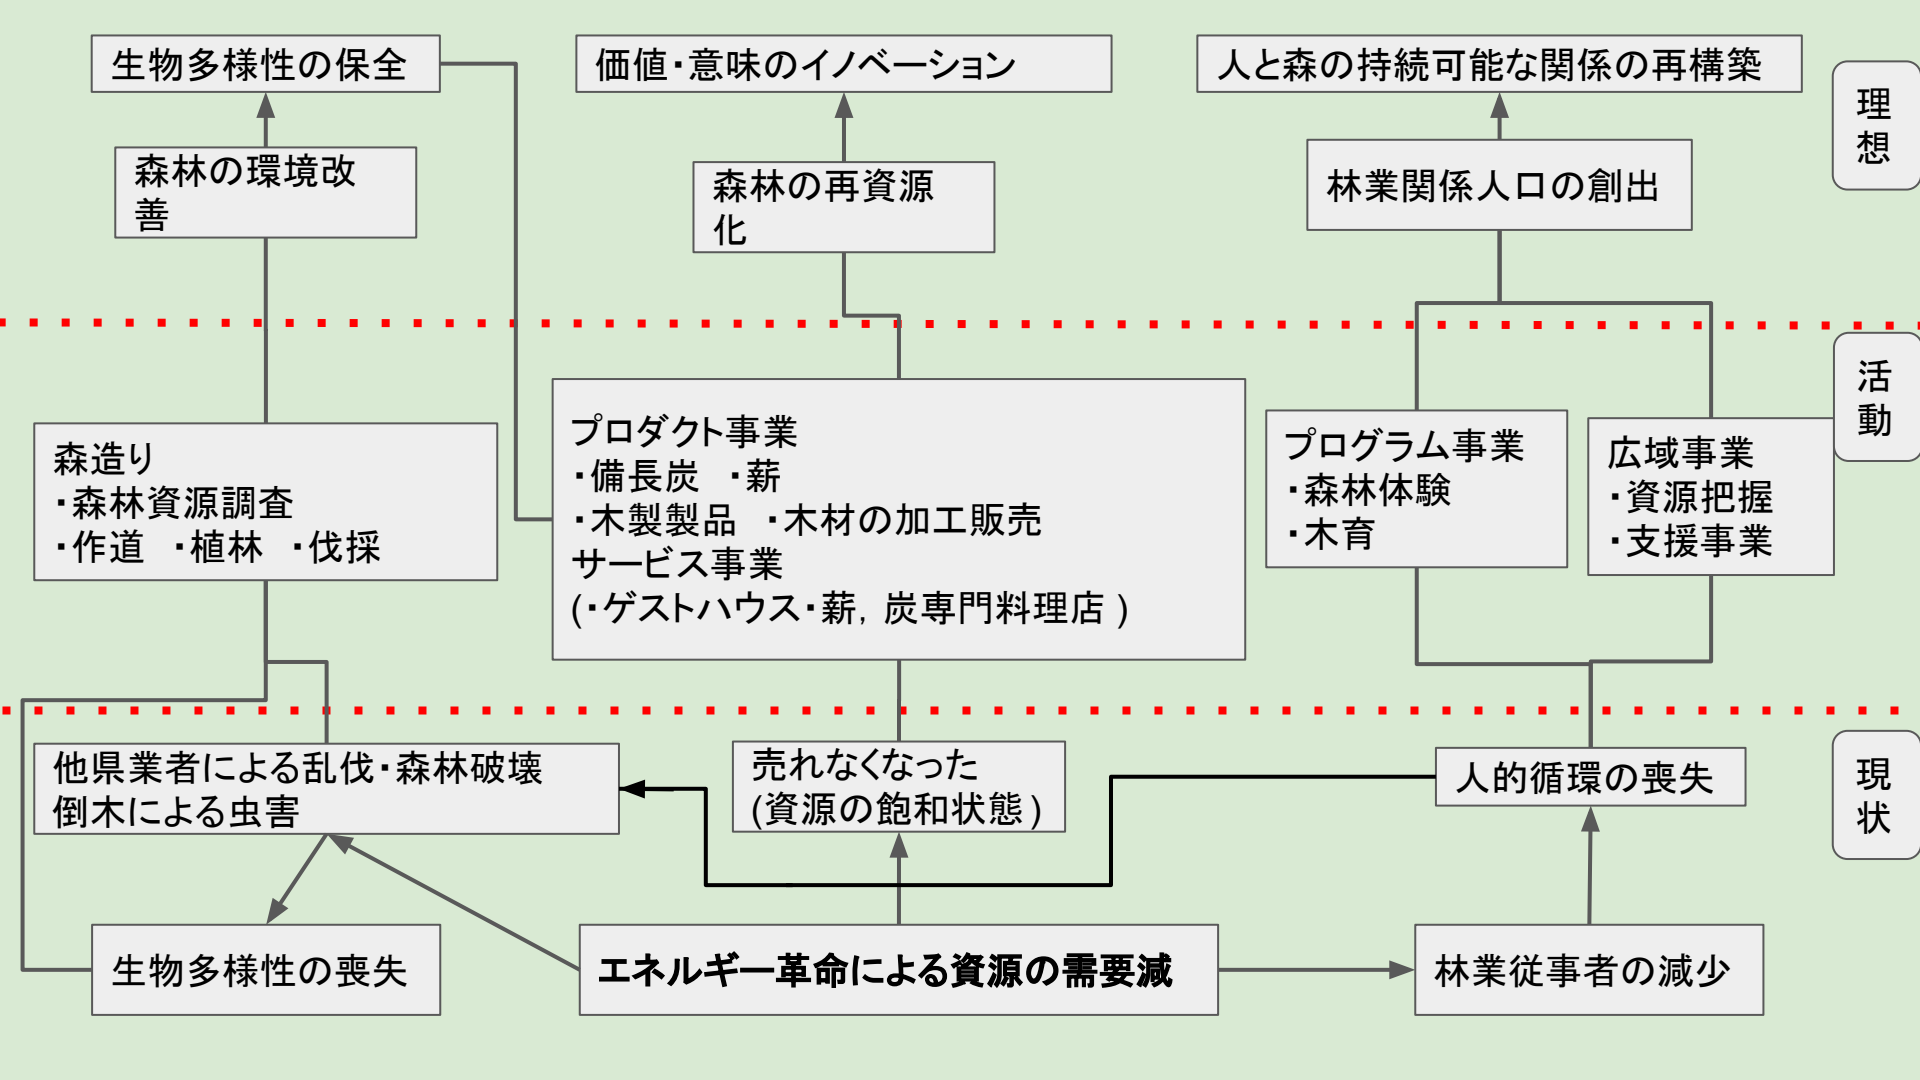 生物多様性の保全
価値・意味のイノベーション
人と森の持続可能な関係の再構築
理
想
森林の環境改
善
森林の再資源
化
林業関係人口の創出
活
動
森造り
・森林資源調査
・作道 ・植林 ・伐採
プロダクト事業
・備長炭 ・薪
・木製製品 ・木材の加工販売
サービス事業
(・ゲストハウス・薪, 炭専門料理店)
プログラム事業
・森林体験
・木育
広域事業
・資源把握
・支援事業
他県業者による乱伐・森林破壊
倒木による虫害
売れなくなった
(資源の飽和状態)
人的循環の喪失
現
状
生物多様性の喪失
エネルギー革命による資源の需要減
林業従事者の減少